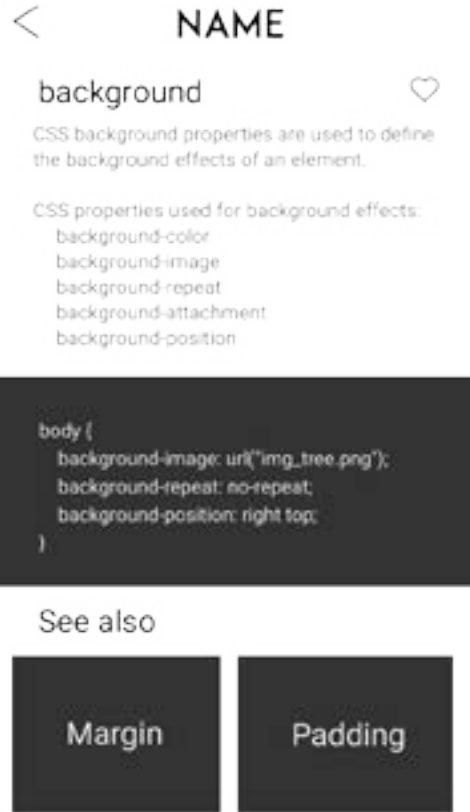 NAME
background
CSS background properties are used to define
the background effects of an element.
CSS properties used for background effects:
background-color
background-image
background-repeat
background-attachment
background-position
body {
background-image: url("img_tree.png");
background-repeat: no-repeat;
background-position: right top;
}
See also
Margin
Padding